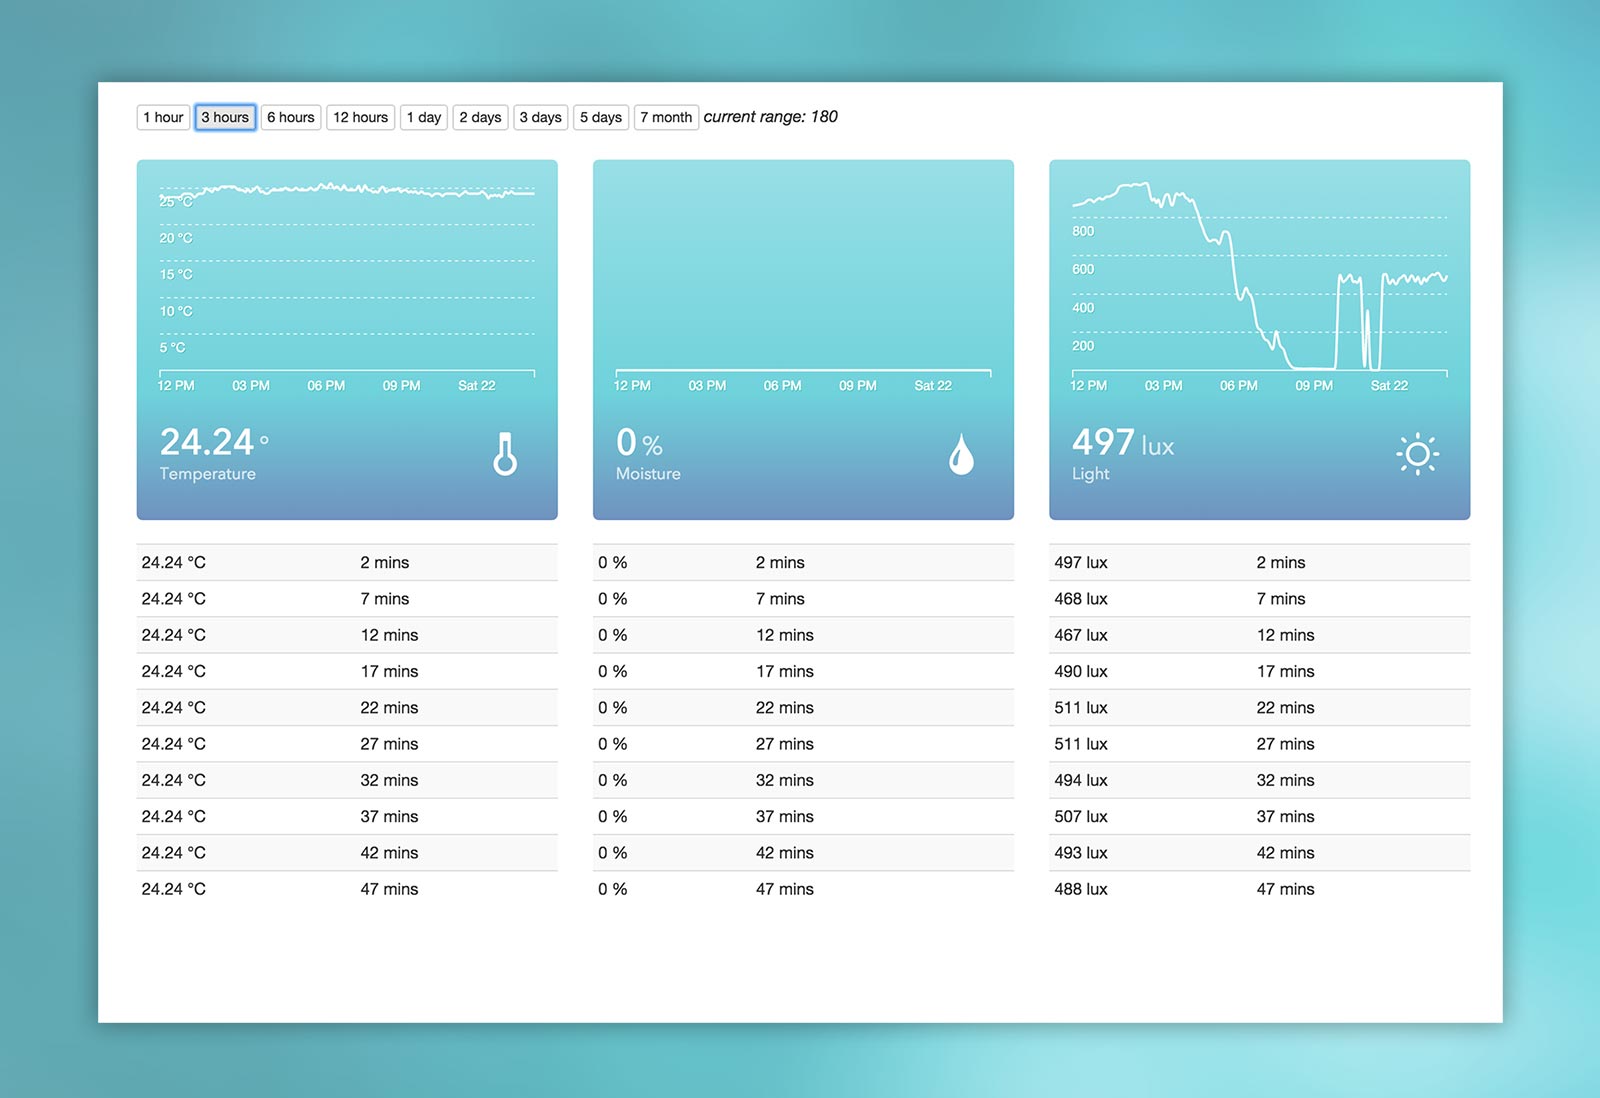 1 hour 3 hours 6 hours 12 hours 1 day 2 days 3 days 5 days 7 month current range: 180
25 °C
20 °C
15 °C
10 °C
5 °C
12 PM 03 PM 06 PM 09 PM Sat 22
24.24 °
Temperature
12 PM 03 PM 06 PM 09 PM Sat 22
0 %
Moisture
800
600
400
200
12 PM 03 PM 06 PM 09 PM Sat 22
497 lux
Light
24.24 °C 2 mins
24.24 °C 7 mins
24.24 °C 12 mins
24.24 °C 17 mins
24.24 °C 22 mins
24.24 °C 27 mins
24.24 °C 32 mins
24.24 °C 37 mins
24.24 °C 42 mins
24.24 °C 47 mins
0 % 2 mins
0 % 7 mins
0 % 12 mins
0 % 17 mins
0 % 22 mins
0 % 27 mins
0 % 32 mins
0 % 37 mins
0 % 42 mins
0 % 47 mins
497 lux 2 mins
468 lux 7 mins
467 lux 12 mins
490 lux 17 mins
511 lux 22 mins
511 lux 27 mins
494 lux 32 mins
507 lux 37 mins
493 lux 42 mins
488 lux 47 mins